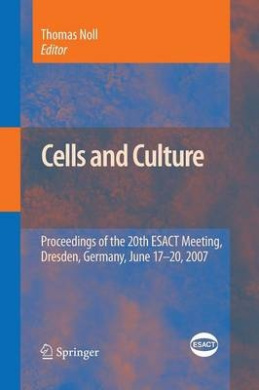 Thomas Noll
Editor
Cells and Culture
Proceedings of the 20th ESACT Meeting,
Dresden, Germany, June 17–20, 2007
Springer
ESACT